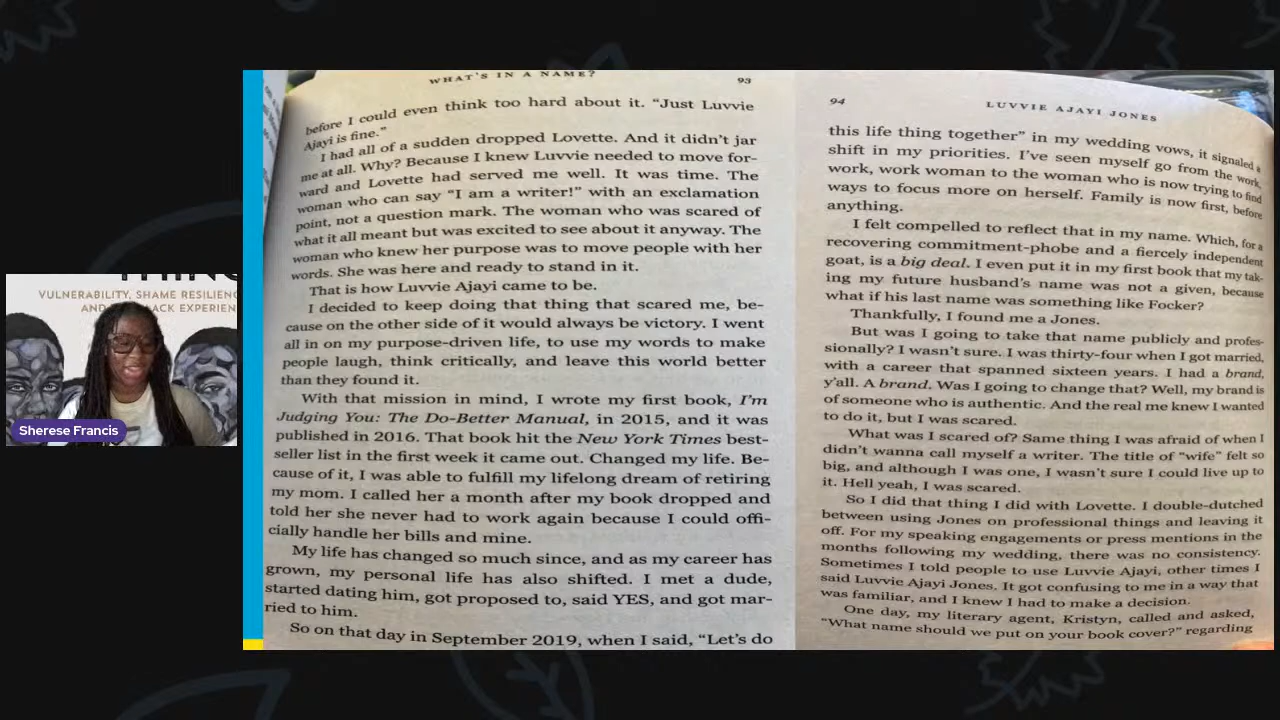 WHAT'S IN A NAME?
93
before I could even think too hard about it. "Just Luvvie
Ajayi is fine."
I had all of a sudden dropped Lovette. And it didn't jar
me at all. Why? Because I knew Luvvie needed to move for-
ward and Lovette had served me well. It was time. The
woman who can say "I am a writer!" with an exclamation
point, not a question mark. The woman who was scared of
what it all meant but was excited to see about it anyway. The
woman who knew her purpose was to move people with her
words. She was here and ready to stand in it.
That is how Luvvie Ajayi came to be.
I decided to keep doing that thing that scared me, be-
cause on the other side of it would always be victory. I went
all in on my purpose-driven life, to use my words to make
people laugh, think critically, and leave this world better
than they found it.
With that mission in mind, I wrote my first book, I'm
Judging You: The Do-Better Manual, in 2015, and it was
published in 2016. That book hit the New York Times best-
seller list in the first week it came out. Changed my life. Be-
cause of it, I was able to fulfill my lifelong dream of retiring
my mom. I called her a month after my book dropped and
told her she never had to work again because I could offi-
cially handle her bills and mine.
My life has changed so much since, and as my career has
grown, my personal life has also shifted. I met a dude,
started dating him, got proposed to, said YES, and got mar-
ried to him.
So on that day in September 2019, when I said, "Let's do
94
LUVVIE AJAYI JONES
this life thing together" in my wedding vows, it signaled a
shift in my priorities. I've seen myself go from the work,
work, work woman to the woman who is now trying to find
ways to focus more on herself. Family is now first, before
anything.
I felt compelled to reflect that in my name. Which, for a
recovering commitment-phobe and a fiercely independent
goat, is a big deal. I even put it in my first book that my tak-
ing my future husband's name was not a given, because
what if his last name was something like Focker?
Thankfully, I found me a Jones.
But was I going to take that name publicly and profes-
sionally? I wasn't sure. I was thirty-four when I got married,
with a career that spanned sixteen years. I had a brand,
y'all. A brand. Was I going to change that? Well, my brand is
of someone who is authentic. And the real me knew I wanted
to do it, but I was scared.
What was I scared of? Same thing I was afraid of when I
didn't wanna call myself a writer. The title of "wife" felt so
big, and although I was one, I wasn't sure I could live up to
it. Hell yeah, I was scared.
So I did that thing I did with Lovette. I double-dutched
between using Jones on professional things and leaving it
off. For my speaking engagements or press mentions in the
months following my wedding, there was no consistency.
Sometimes I told people to use Luvvie Ajayi, other times I
said Luvvie Ajayi Jones. It got confusing to me in a way that
was familiar, and I knew I had to make a decision.
One day, my literary agent, Kristyn, called and asked,
"What name should we put on your book cover?" regarding
VULNERABILITY, SHAME RESILIENC
EXPERIEN
Sherese Francis